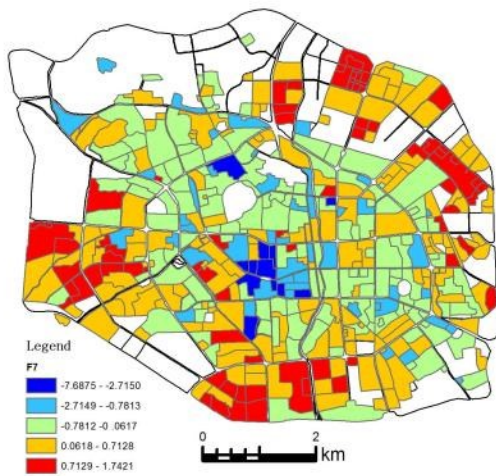 Legend
F7
-7.6875 - -2.7150
-2.7149 - -0.7813
-0.7812 - 0 .0617
0.0618 - 0.7128
0.7129 - 1.7421
0 2
km